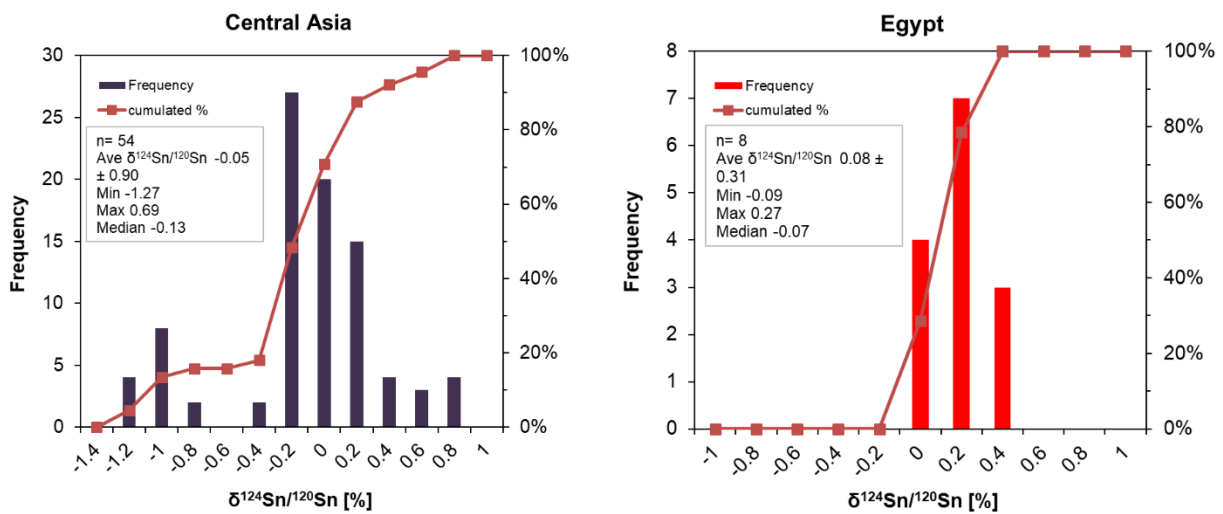 Central Asia
30
25
20
15
10
5
0
Frequency
100%
80%
60%
40%
20%
0%
Frequency
cumulated %
n= 54
Ave δ¹²⁴Sn/¹²⁰Sn -0.05
± 0.90
Min -1.27
Max 0.69
Median -0.13
-1.4 -1.2 -1 -0.8 -0.6 -0.4 -0.2 0 0.2 0.4 0.6 0.8 1
δ¹²⁴Sn/¹²⁰Sn [%]
Egypt
8
7
6
5
4
3
2
1
0
Frequency
100%
80%
60%
40%
20%
0%
Frequency
cumulated %
n= 8
Ave δ¹²⁴Sn/¹²⁰Sn 0.08 ±
0.31
Min -0.09
Max 0.27
Median -0.07
-1 -0.8 -0.6 -0.4 -0.2 0 0.2 0.4 0.6 0.8 1
δ¹²⁴Sn/¹²⁰Sn [%]